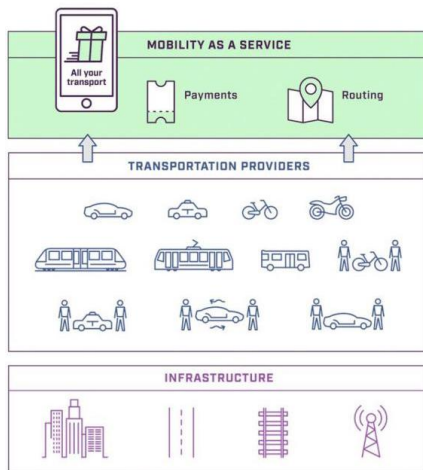 MOBILITY AS A SERVICE
All your
transport
Payments
Routing
TRANSPORTATION PROVIDERS
INFRASTRUCTURE